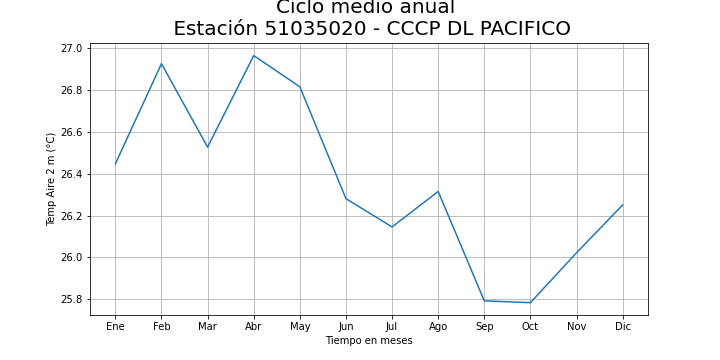 Ciclo medio anual
Estación 51035020 - CCCP DL PACIFICO
27.0
26.8
26.6
26.4
26.2
26.0
25.8
Temp Aire 2 m (°C)
Ene Feb Mar Abr May Jun Jul Ago Sep Oct Nov Dic
Tiempo en meses